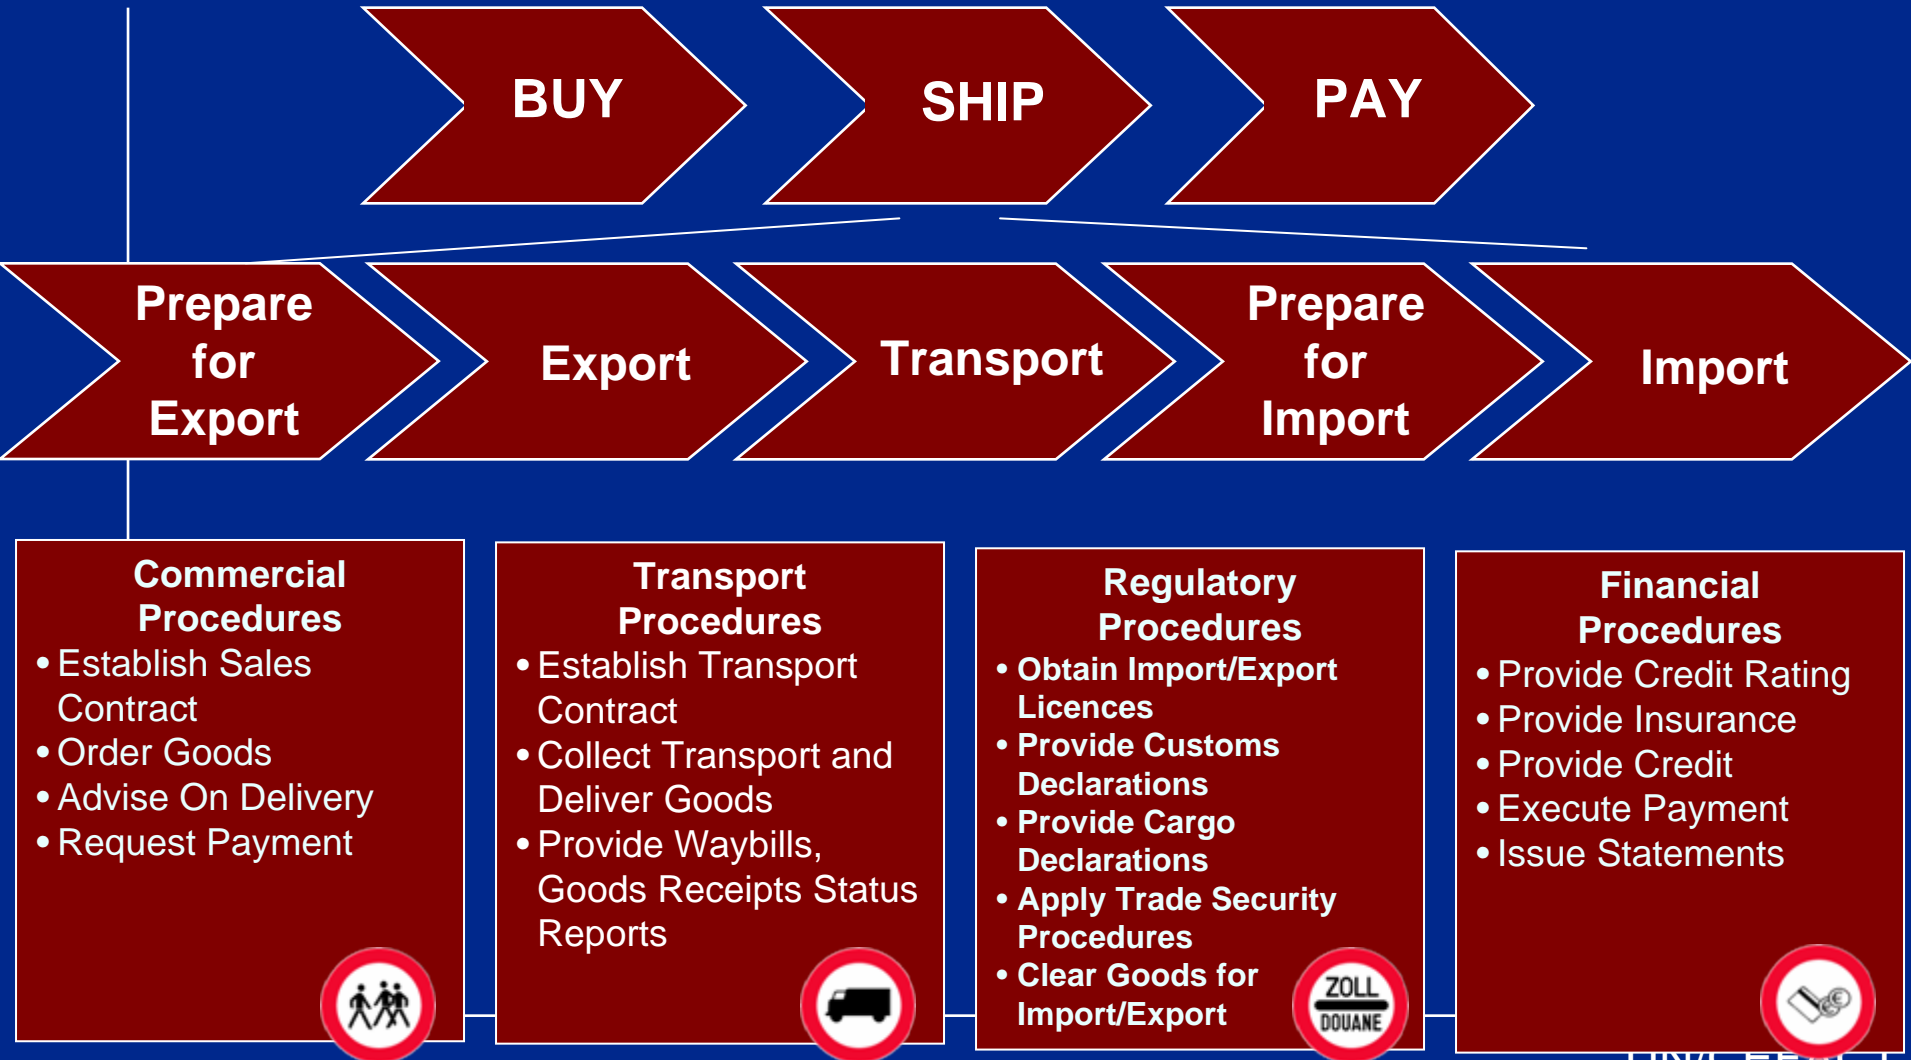 BUY
SHIP
PAY
Prepare
for
Export
Export
Transport
Prepare
for
Import
Import
Commercial
Procedures
• Establish Sales
Contract
• Order Goods
• Advise On Delivery
• Request Payment
Transport
Procedures
• Establish Transport
Contract
• Collect Transport and
Deliver Goods
• Provide Waybills,
Goods Receipts Status
Reports
Regulatory
Procedures
• Obtain Import/Export
Licences
• Provide Customs
Declarations
• Provide Cargo
Declarations
• Apply Trade Security
Procedures
• Clear Goods for
Import/Export
ZOLL
DOUANE
Financial
Procedures
• Provide Credit Rating
• Provide Insurance
• Provide Credit
• Execute Payment
• Issue Statements